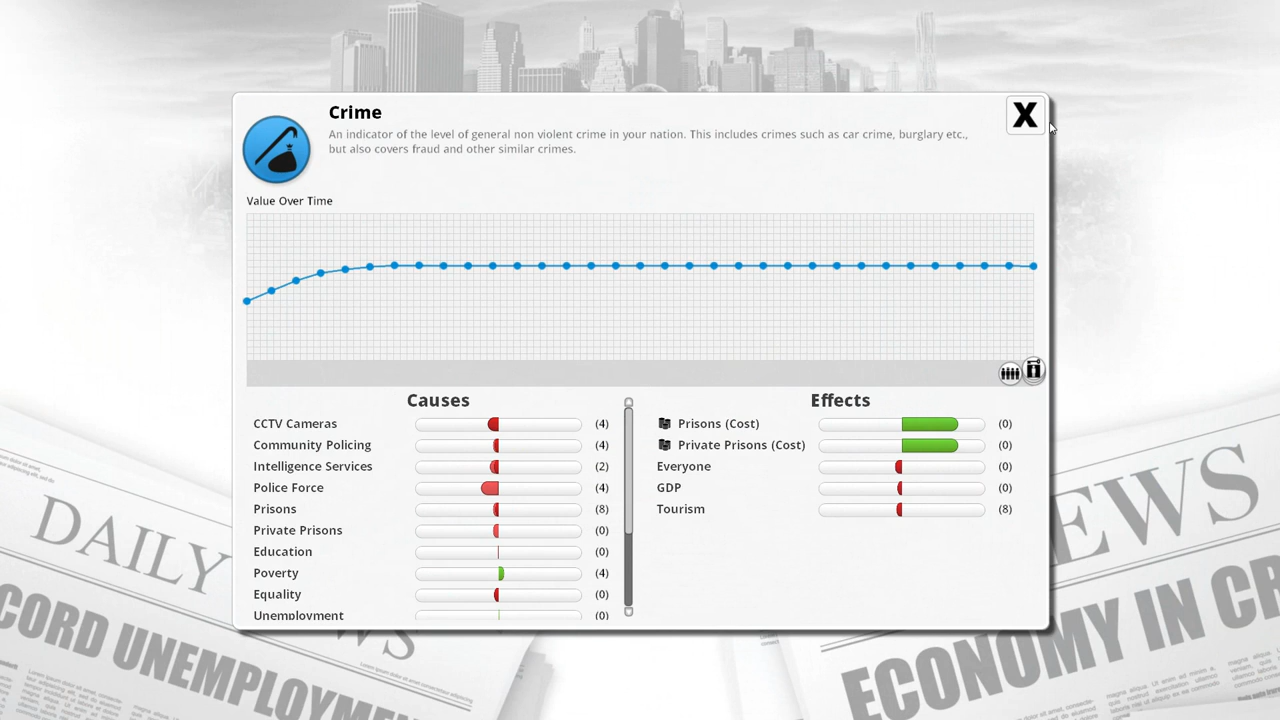 Crime
X
An indicator of the level of general non violent crime in your nation. This includes crimes such as car crime, burglary etc.,
but also covers fraud and other similar crimes.
Value Over Time
Causes
CCTV Cameras (4)
Community Policing (4)
Intelligence Services (2)
Police Force (4)
Prisons (8)
Private Prisons (0)
Education (0)
Poverty (4)
Equality (0)
Unemployment (0)
Effects
Prisons (Cost) (0)
Private Prisons (Cost) (0)
Everyone (0)
GDP (0)
Tourism (8)
DAILY
WS
CORD UNEMPLOYME
EWS
ECONOMY IN CR